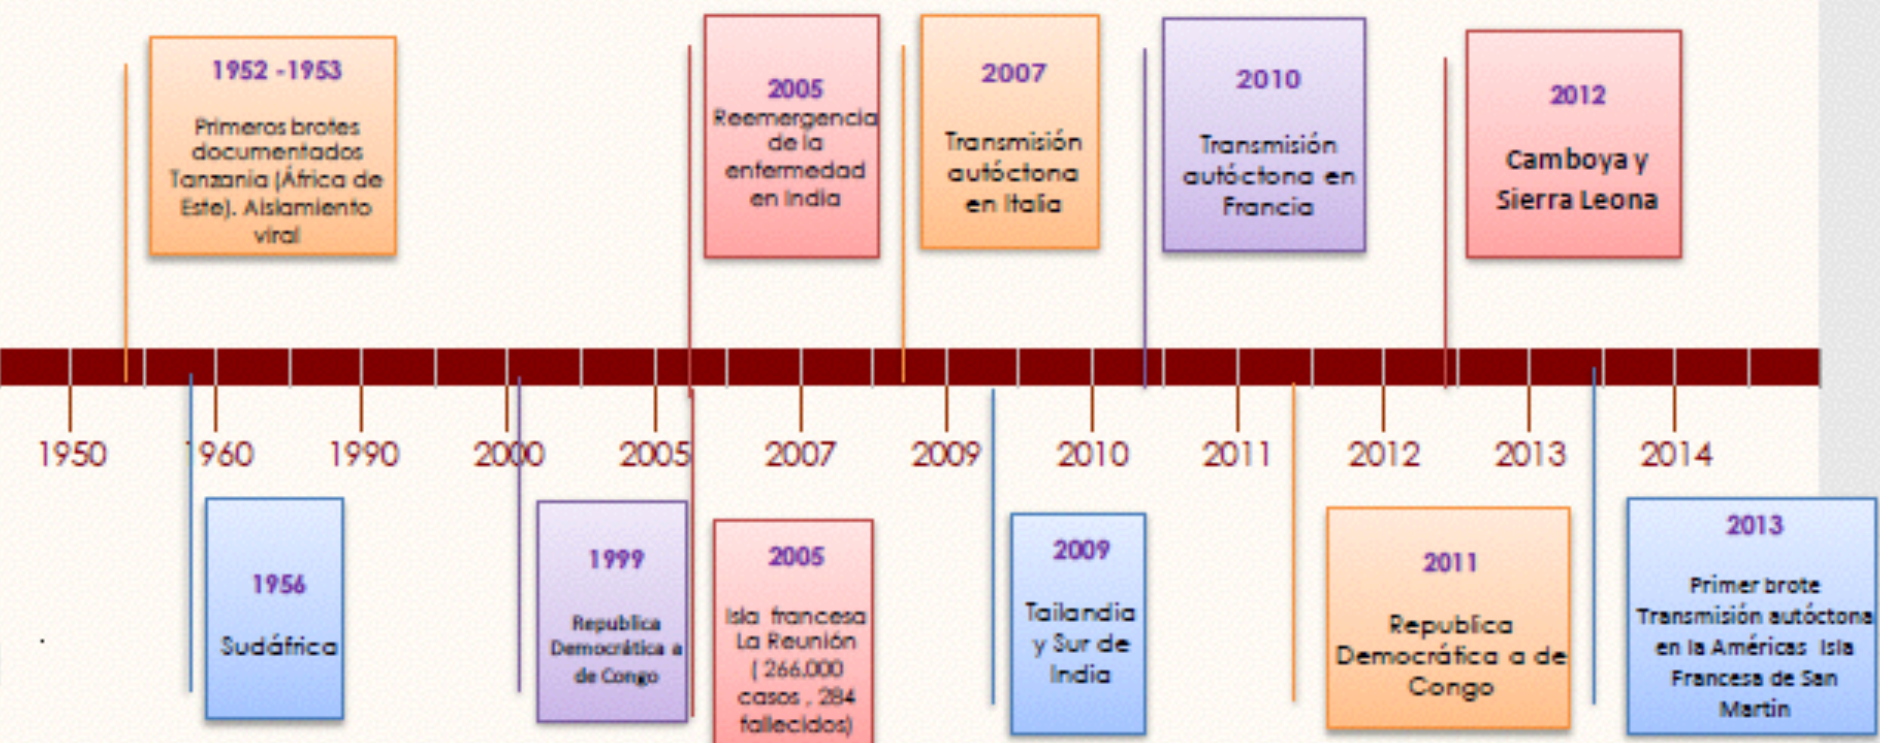 1952 -1953
Primeros brotes
documentados
Tanzania (África de
Este). Aislamiento
viral
2005
Reemergencia
de la
enfermedad
en India
2007
Transmisión
autóctona
en Italia
2010
Transmisión
autóctona en
Francia
2012
Camboya y
Sierra Leona
1950 1960 1990 2000 2005 2007 2009 2010 2011 2012 2013 2014
1956
Sudáfrica
1999
Republica
Democrática a
de Congo
2005
Isla francesa
La Reunión
( 266.000
casos , 284
fallecidos)
2009
Tailandia
y Sur de
India
2011
Republica
Democráfica a de
Congo
2013
Primer brote
Transmisión autóctona
en la Américas Isla
Francesa de San
Martin